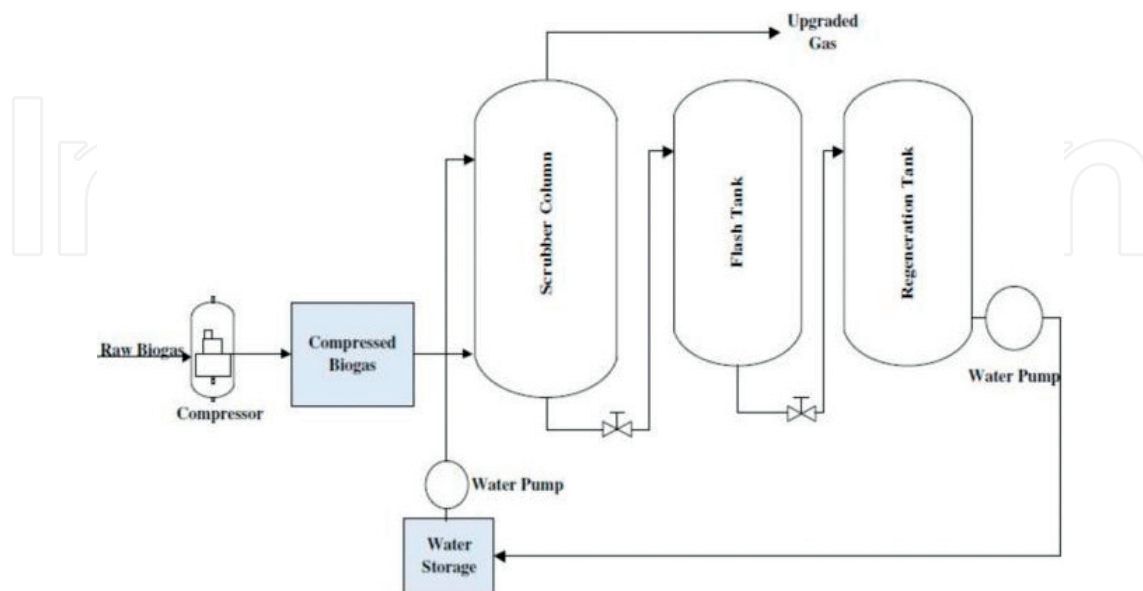 Upgraded
Gas
Scrubber Column
Flash Tank
Regeneration Tank
Raw Biogas
Compressor
Compressed
Biogas
Water Pump
Water Pump
Water
Storage